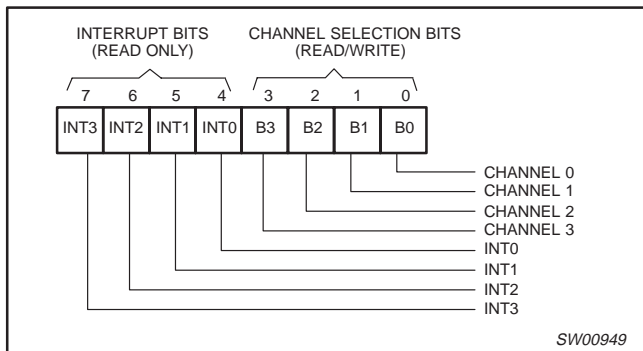 INTERRUPT BITS
(READ ONLY)
CHANNEL SELECTION BITS
(READ/WRITE)
7 6 5 4 3 2 1 0
INT3 INT2 INT1 INT0 B3 B2 B1 B0
CHANNEL 0
CHANNEL 1
CHANNEL 2
CHANNEL 3
INT0
INT1
INT2
INT3
SW00949